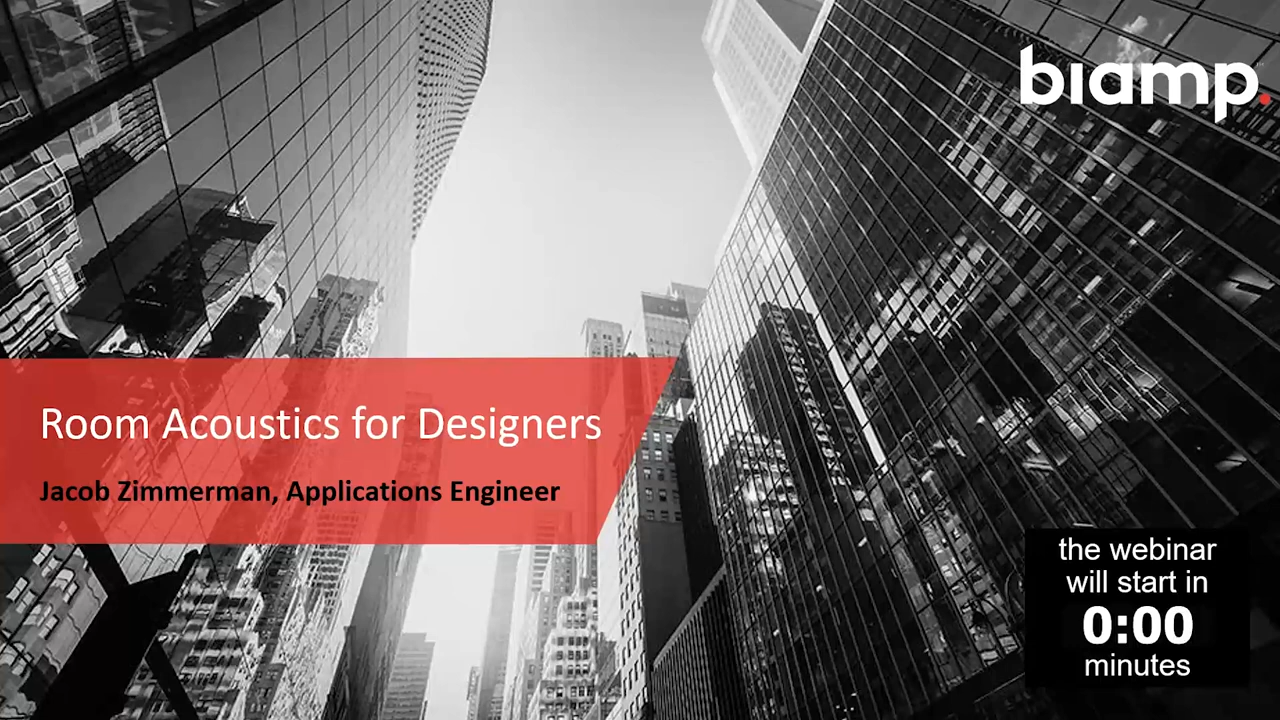 biamp.
Room Acoustics for Designers
Jacob Zimmerman, Applications Engineer
the webinar
will start in
0:00
minutes